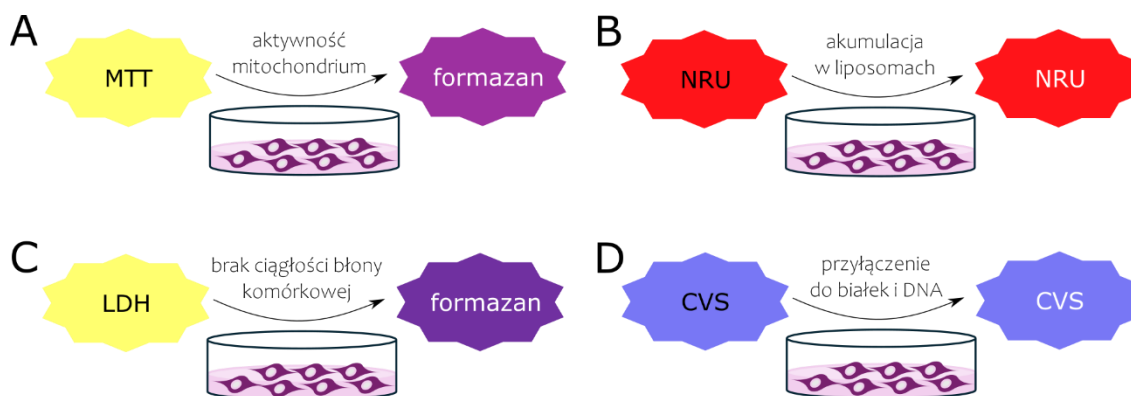 A
MTT
aktywność
mitochondrium
formazan
B
NRU
akumulacja
w liposomach
NRU
C
LDH
brak ciągłości błony
komórkowej
formazan
D
CVS
przyłączenie
do białek i DNA
CVS